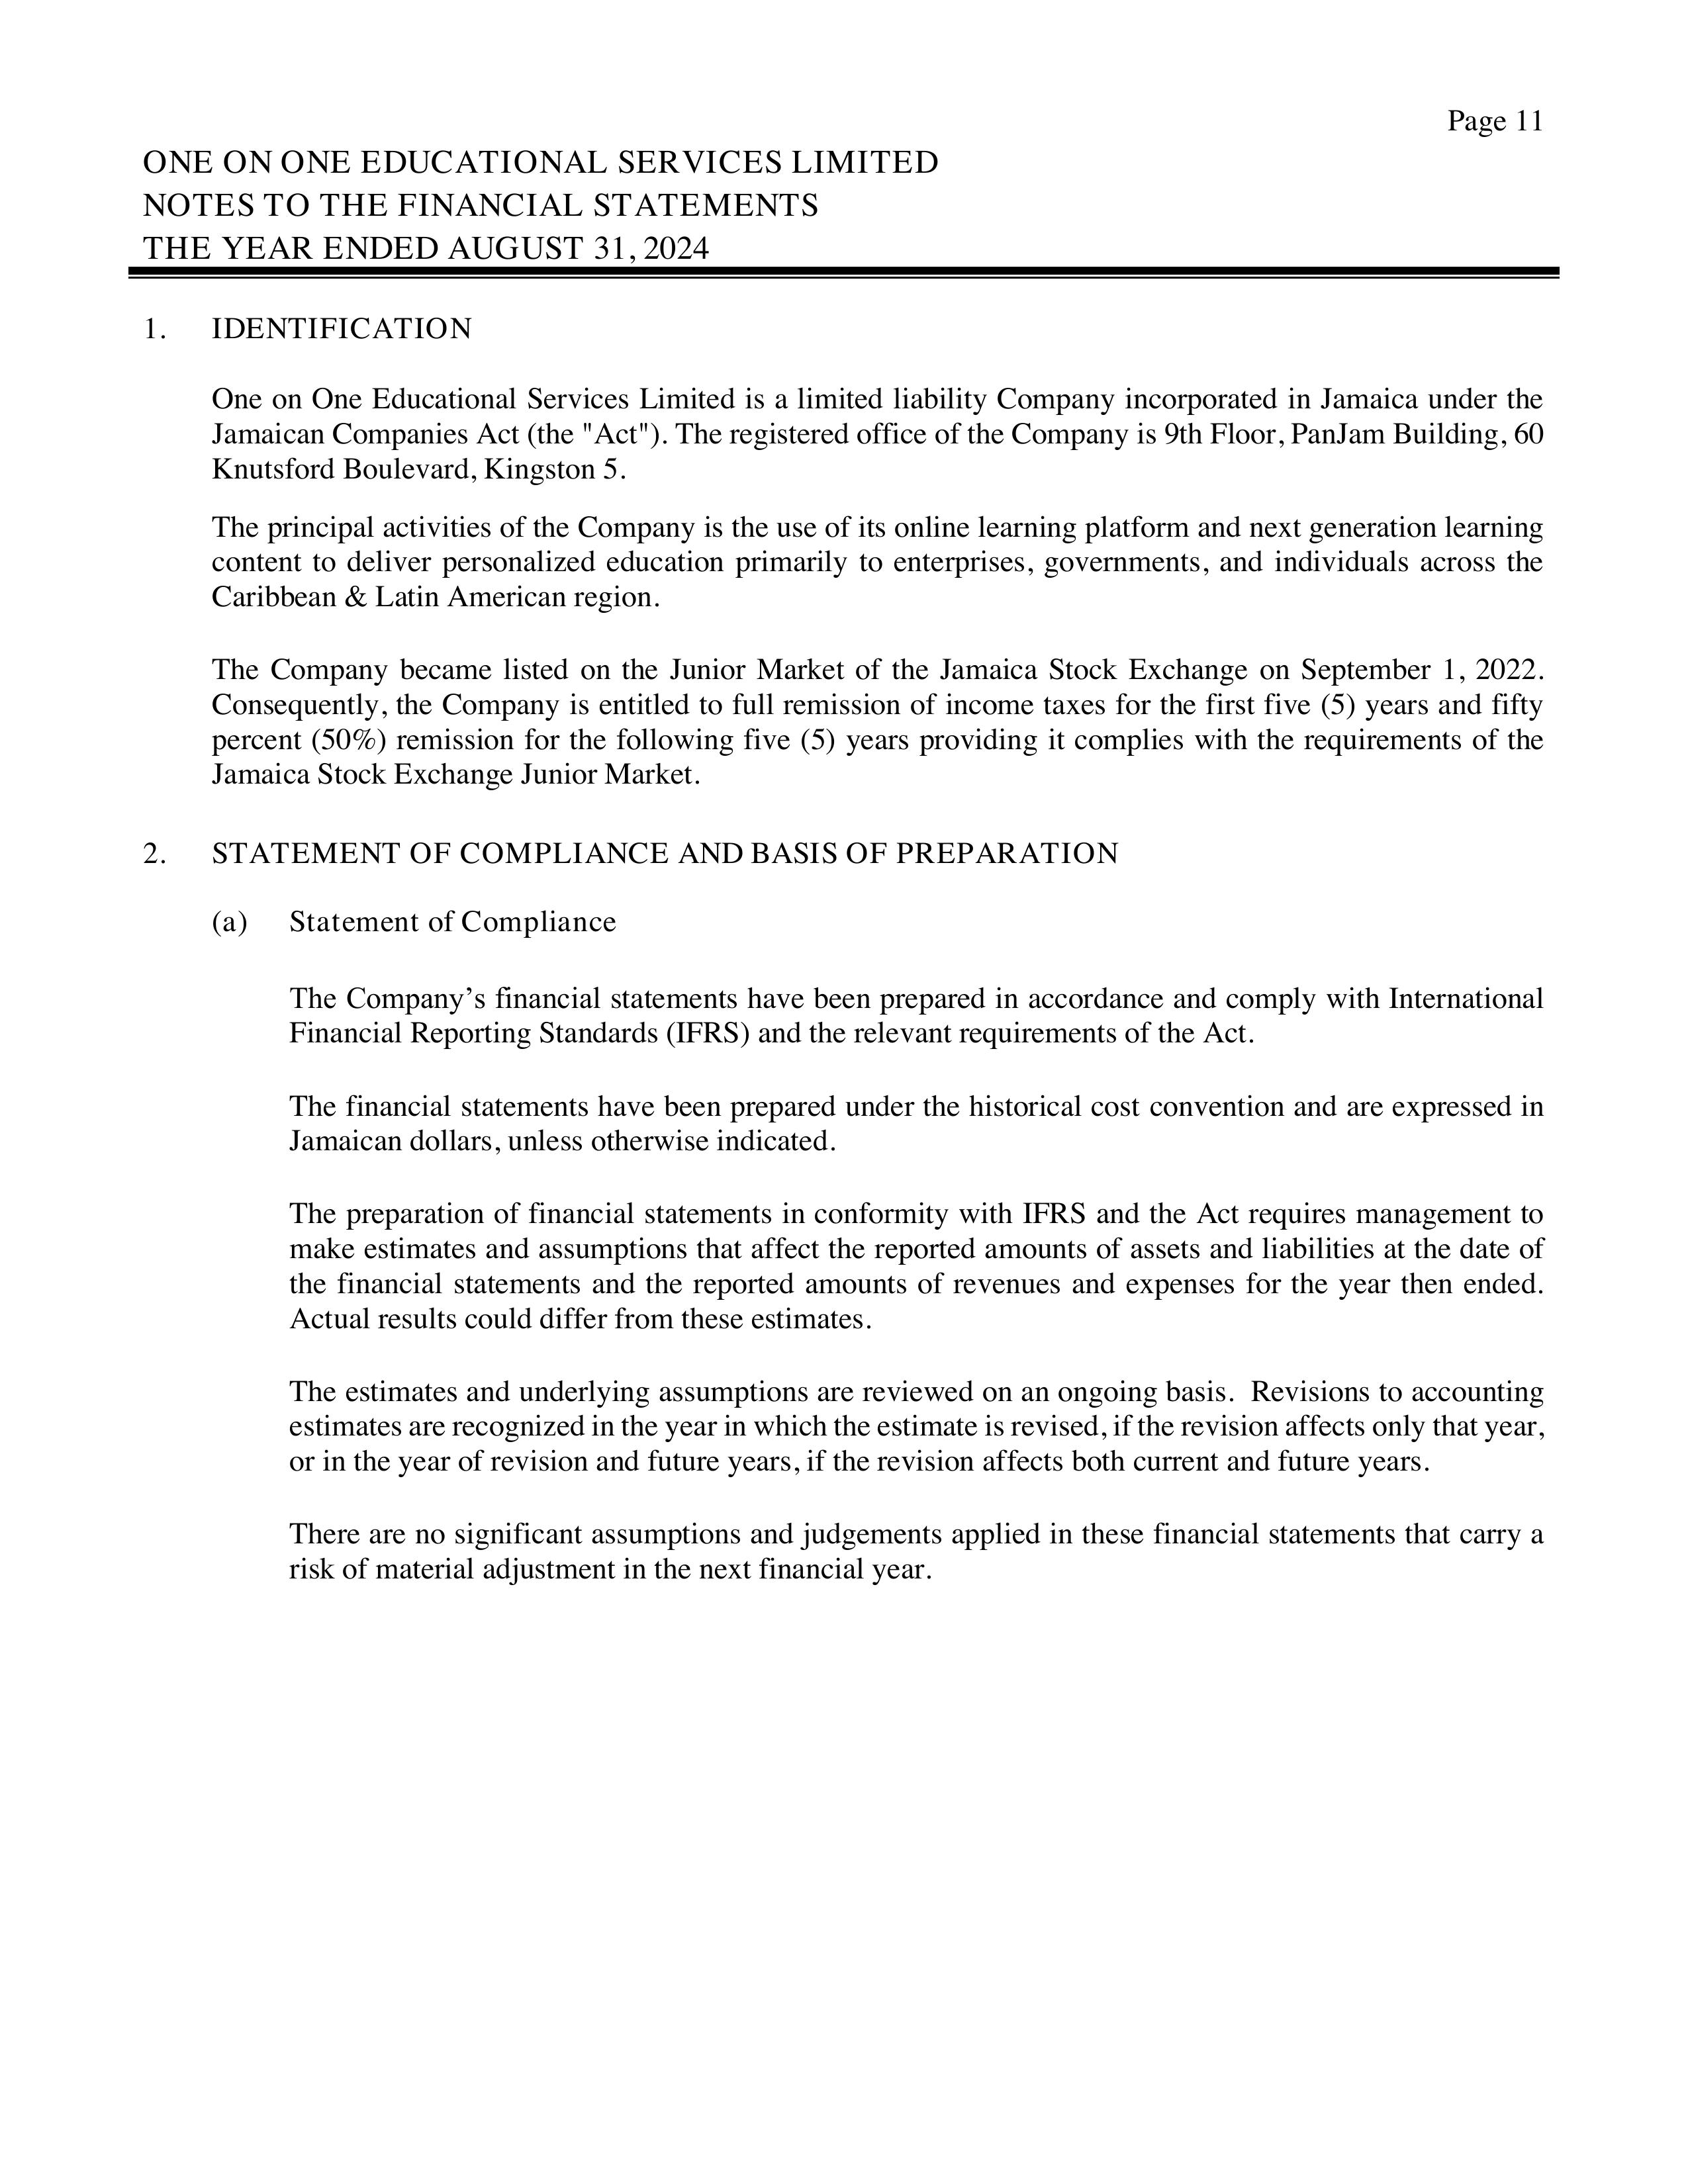 Page 11
ONE ON ONE EDUCATIONAL SERVICES LIMITED
NOTES TO THE FINANCIAL STATEMENTS
THE YEAR ENDED AUGUST 31, 2024
1. IDENTIFICATION
One on One Educational Services Limited is a limited liability Company incorporated in Jamaica under the
Jamaican Companies Act (the "Act"). The registered office of the Company is 9th Floor, PanJam Building, 60
Knutsford Boulevard, Kingston 5.
The principal activities of the Company is the use of its online learning platform and next generation learning
content to deliver personalized education primarily to enterprises, governments, and individuals across the
Caribbean & Latin American region.
The Company became listed on the Junior Market of the Jamaica Stock Exchange on September 1, 2022.
Consequently, the Company is entitled to full remission of income taxes for the first five (5) years and fifty
percent (50%) remission for the following five (5) years providing it complies with the requirements of the
Jamaica Stock Exchange Junior Market.
2. STATEMENT OF COMPLIANCE AND BASIS OF PREPARATION
(a) Statement of Compliance
The Company’s financial statements have been prepared in accordance and comply with International
Financial Reporting Standards (IFRS) and the relevant requirements of the Act.
The financial statements have been prepared under the historical cost convention and are expressed in
Jamaican dollars, unless otherwise indicated.
The preparation of financial statements in conformity with IFRS and the Act requires management to
make estimates and assumptions that affect the reported amounts of assets and liabilities at the date of
the financial statements and the reported amounts of revenues and expenses for the year then ended.
Actual results could differ from these estimates.
The estimates and underlying assumptions are reviewed on an ongoing basis. Revisions to accounting
estimates are recognized in the year in which the estimate is revised, if the revision affects only that year,
or in the year of revision and future years, if the revision affects both current and future years.
There are no significant assumptions and judgements applied in these financial statements that carry a
risk of material adjustment in the next financial year.